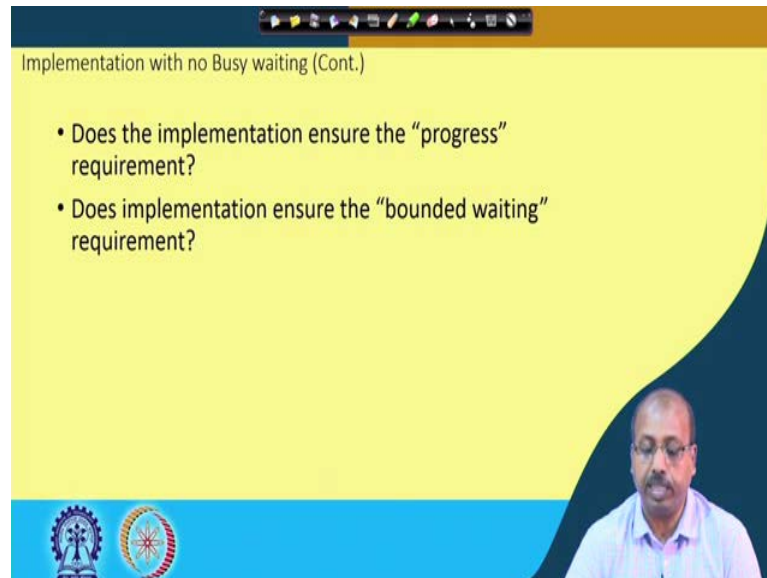 Implementation with no Busy waiting (Cont.)
• Does the implementation ensure the “progress”
requirement?
• Does implementation ensure the “bounded waiting”
requirement?